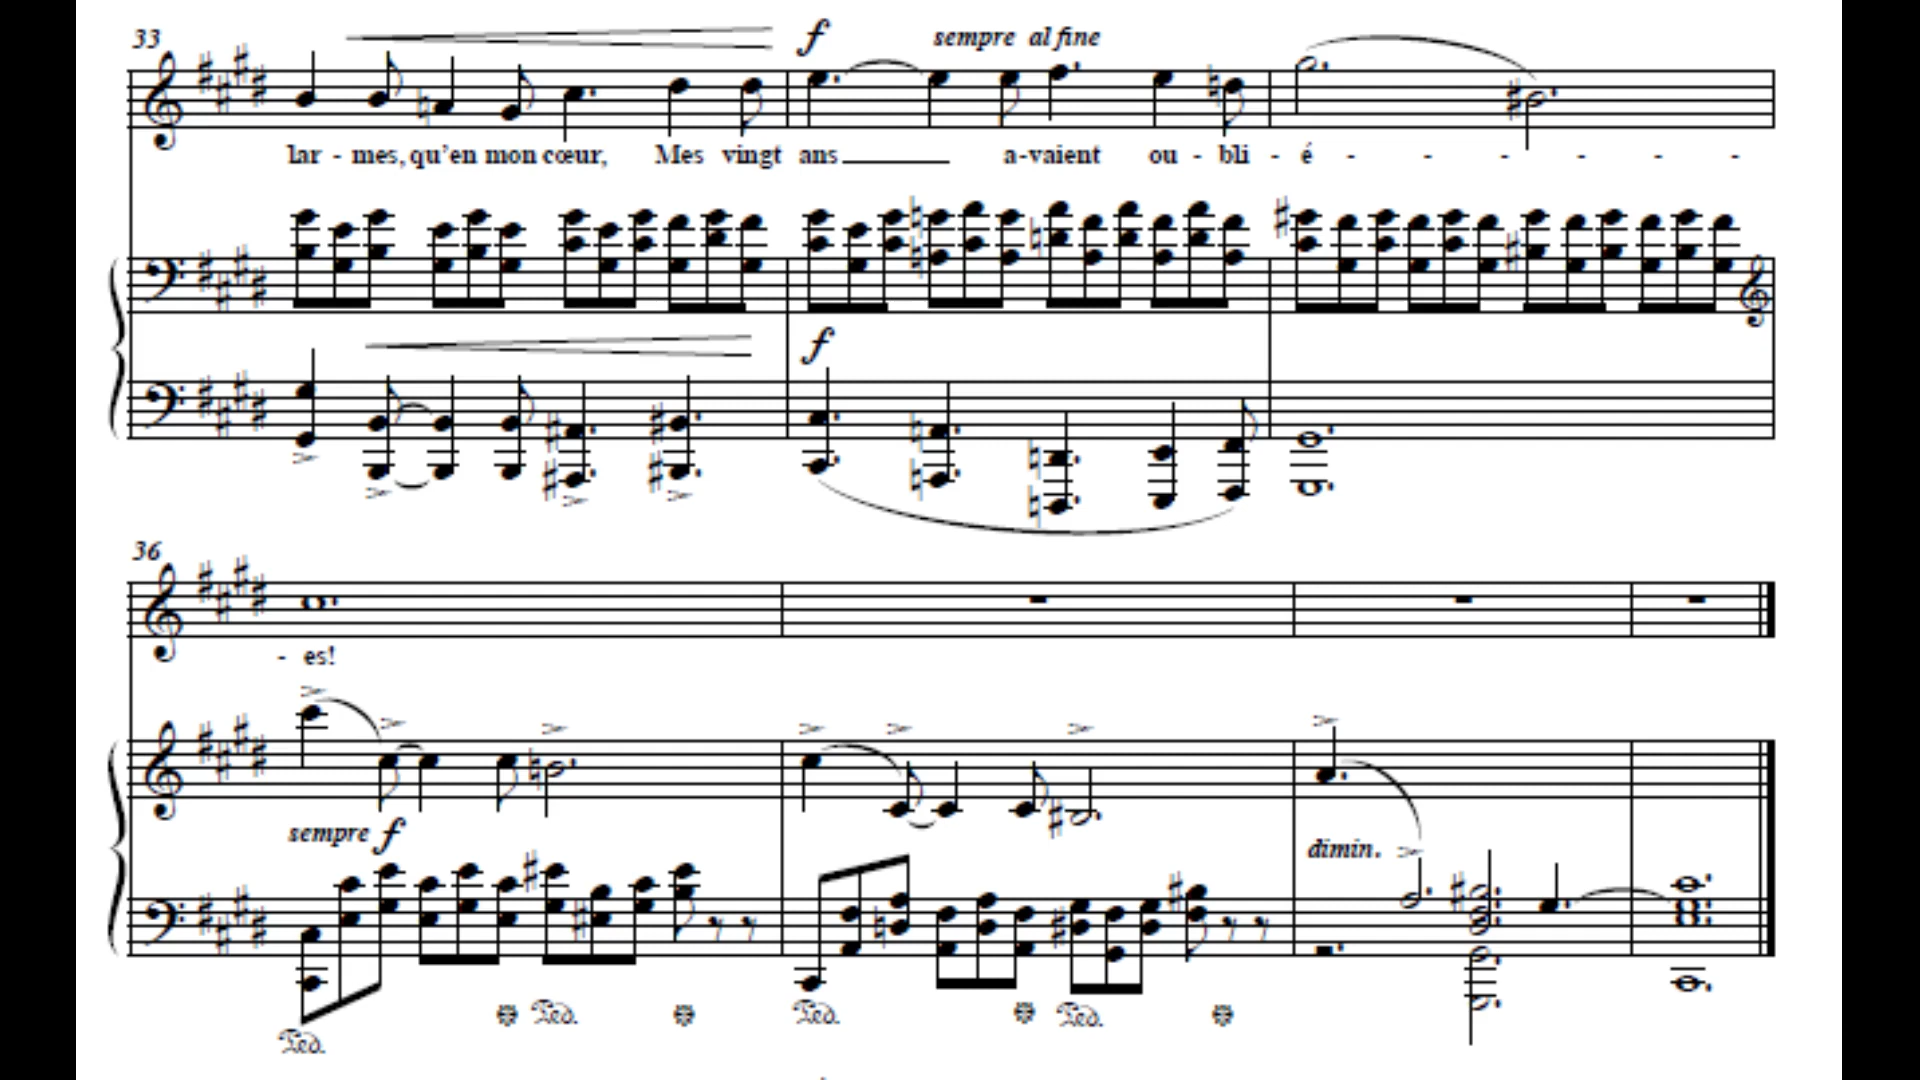 33
f sempre al fine
lar - mes, qu'en mon cœur, Mes vingt ans a-vaient ou - bli - é - - - - - -
f
36
- es!
sempre f
dimin.
Ped. Ped. Ped. Ped.